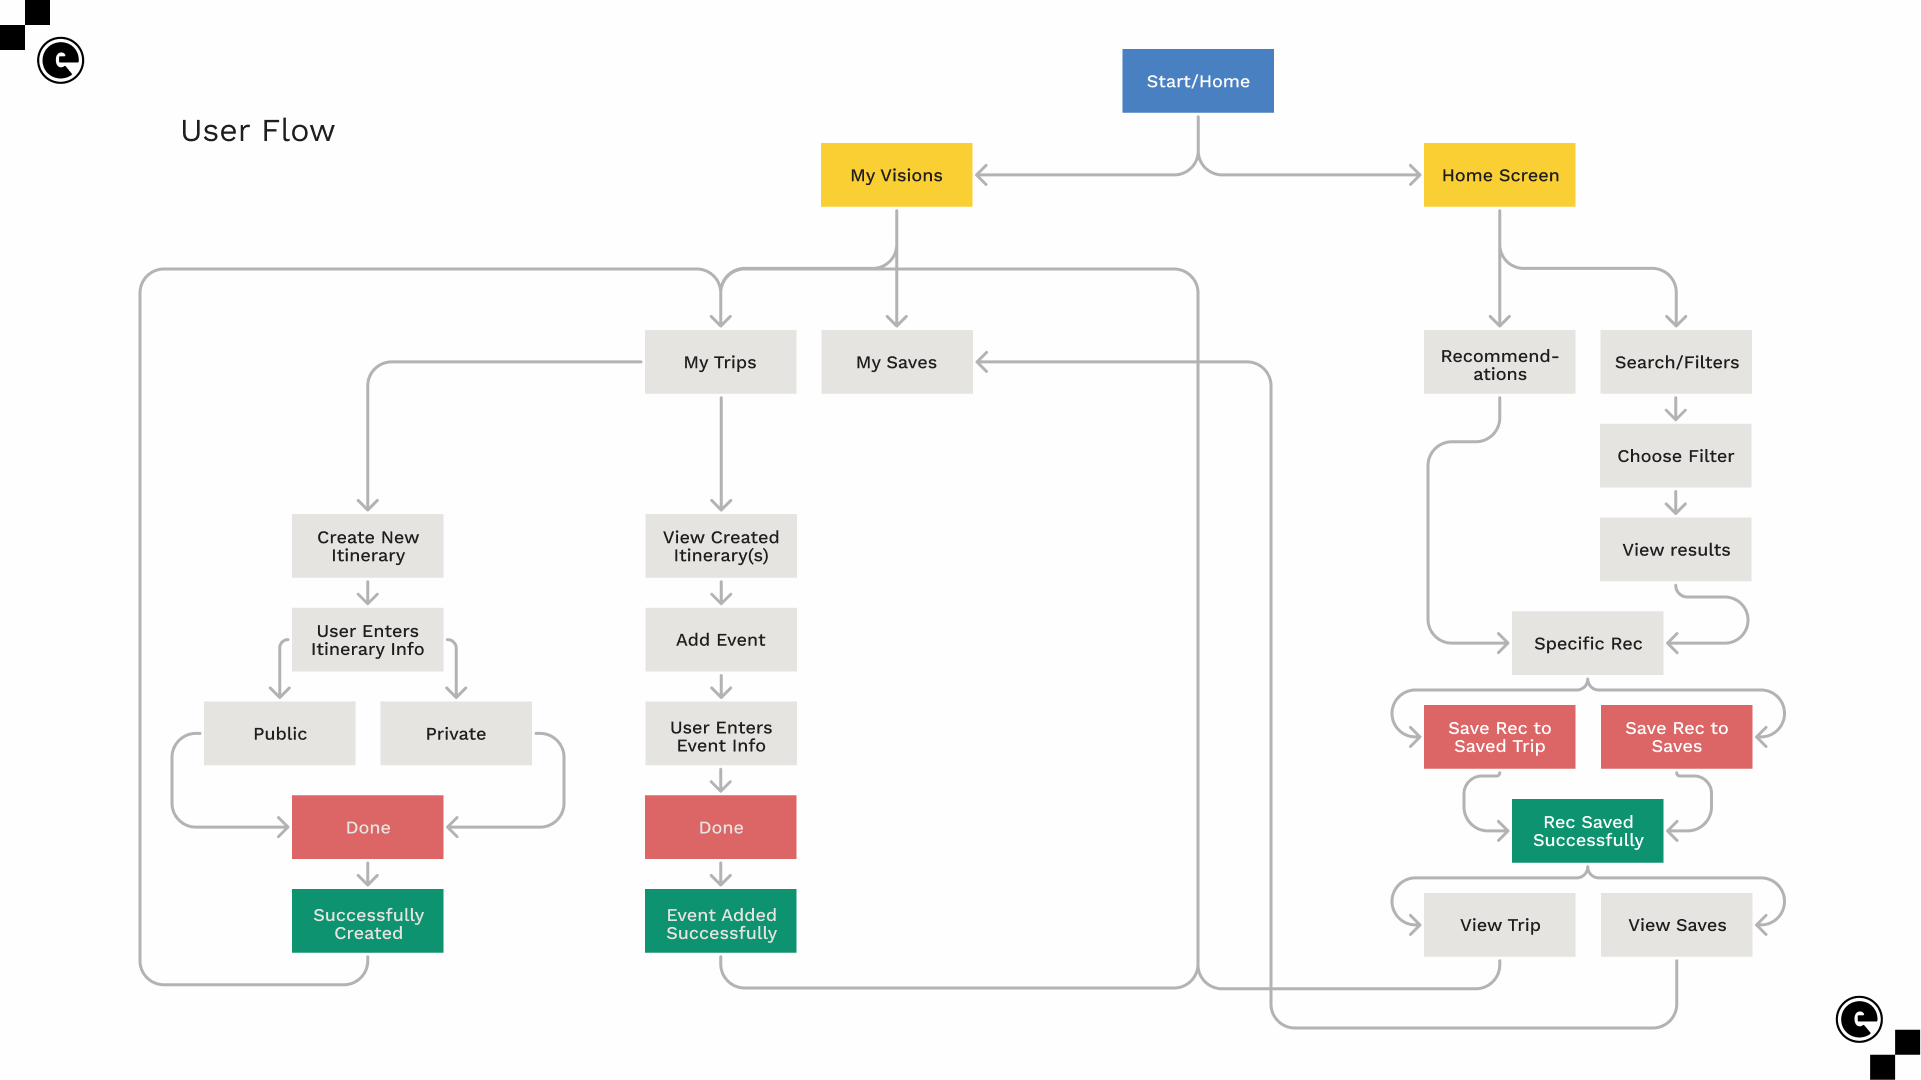 User Flow
Start/Home
My Visions
Home Screen
My Trips
My Saves
Recommend-
ations
Search/Filters
Choose Filter
View results
Create New
Itinerary
View Created
Itinerary(s)
User Enters
Itinerary Info
Add Event
Specific Rec
Public
Private
User Enters
Event Info
Save Rec to
Saved Trip
Save Rec to
Saves
Done
Done
Rec Saved
Successfully
Successfully
Created
Event Added
Successfully
View Trip
View Saves
e
e